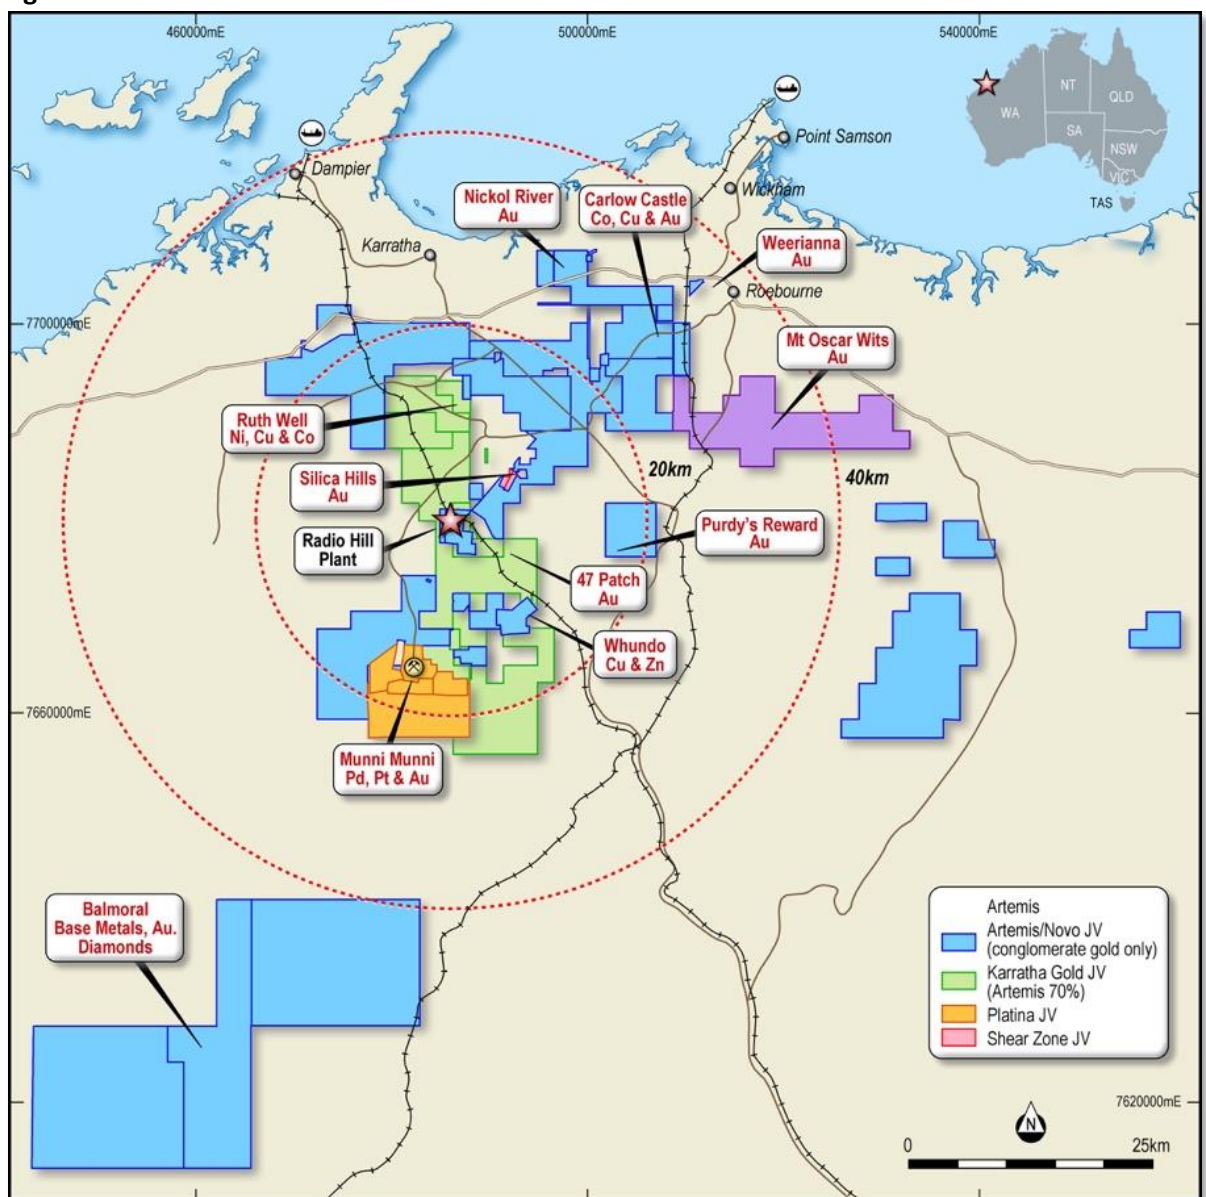 460000mE
500000mE
540000mE
NT
WA
QLD
SA
NSW
VIC
TAS
Point Samson
Dampier
Wickham
Nickol River
Au
Carlow Castle
Co, Cu & Au
Weerianna
Au
Karratha
Roebourne
7700000mE
Mt Oscar Wits
Au
Ruth Well
Ni, Cu & Co
Silica Hills
Au
20km
40km
Radio Hill
Plant
Purdy's Reward
Au
47 Patch
Au
Whundo
Cu & Zn
7660000mE
Munni Munni
Pd, Pt & Au
Balmoral
Base Metals, Au.
Diamonds
Artemis
Artemis/Novo JV
(conglomerate gold only)
Karratha Gold JV
(Artemis 70%)
Platina JV
Shear Zone JV
7620000mE
N
0
25km